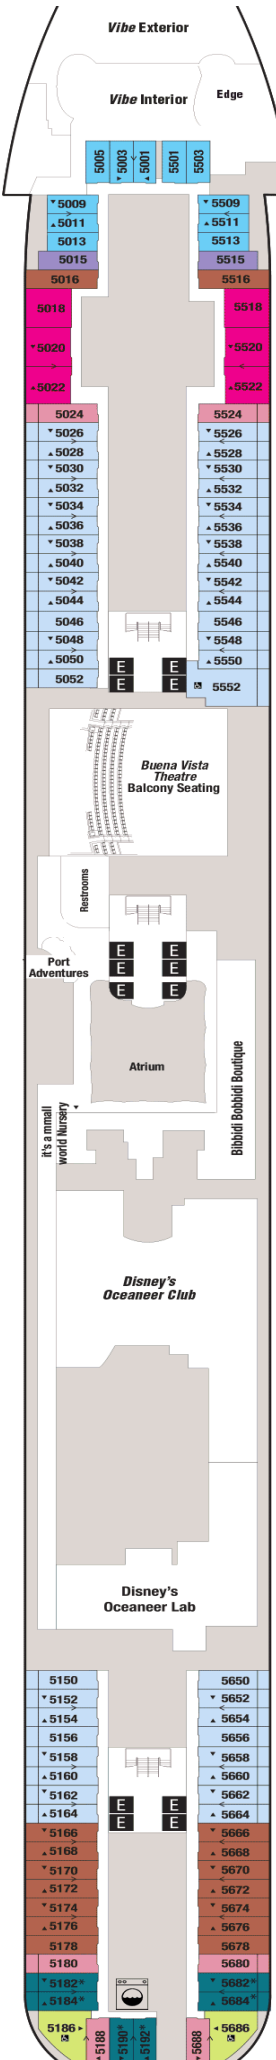 Vibe Exterior
Vibe Interior
Edge
5005 5003 5001 5501 5503
5009 5509
5011 5511
5013 5513
5015 5515
5016 5516
5018 5518
5020 5520
5022 5522
5024 5524
5026 5526
5028 5528
5030 5530
5032 5532
5034 5534
5036 5536
5038 5538
5040 5540
5042 5542
5044 5544
5046 5546
5048 5548
5050 E E 5550
5052 E E 5552
Buena Vista
Theatre
Balcony Seating
Restrooms
E E
E E
E E
Port
Adventures
Atrium
Bibbidi Bobbidi Boutique
it's a mmall
world Nursery
Disney's
Oceaneer Club
Disney's
Oceaneer Lab
5150 5650
5152 5652
5154 5654
5156 5656
5158 5658
5160 5660
5162 E E 5662
5164 E E 5664
5166 5666
5168 5668
5170 5670
5172 5672
5174 5674
5176 5676
5178 5678
5180 5680
5182* 5682*
5184* 5684*
5186 5188 5190* 5192* 5688 5686